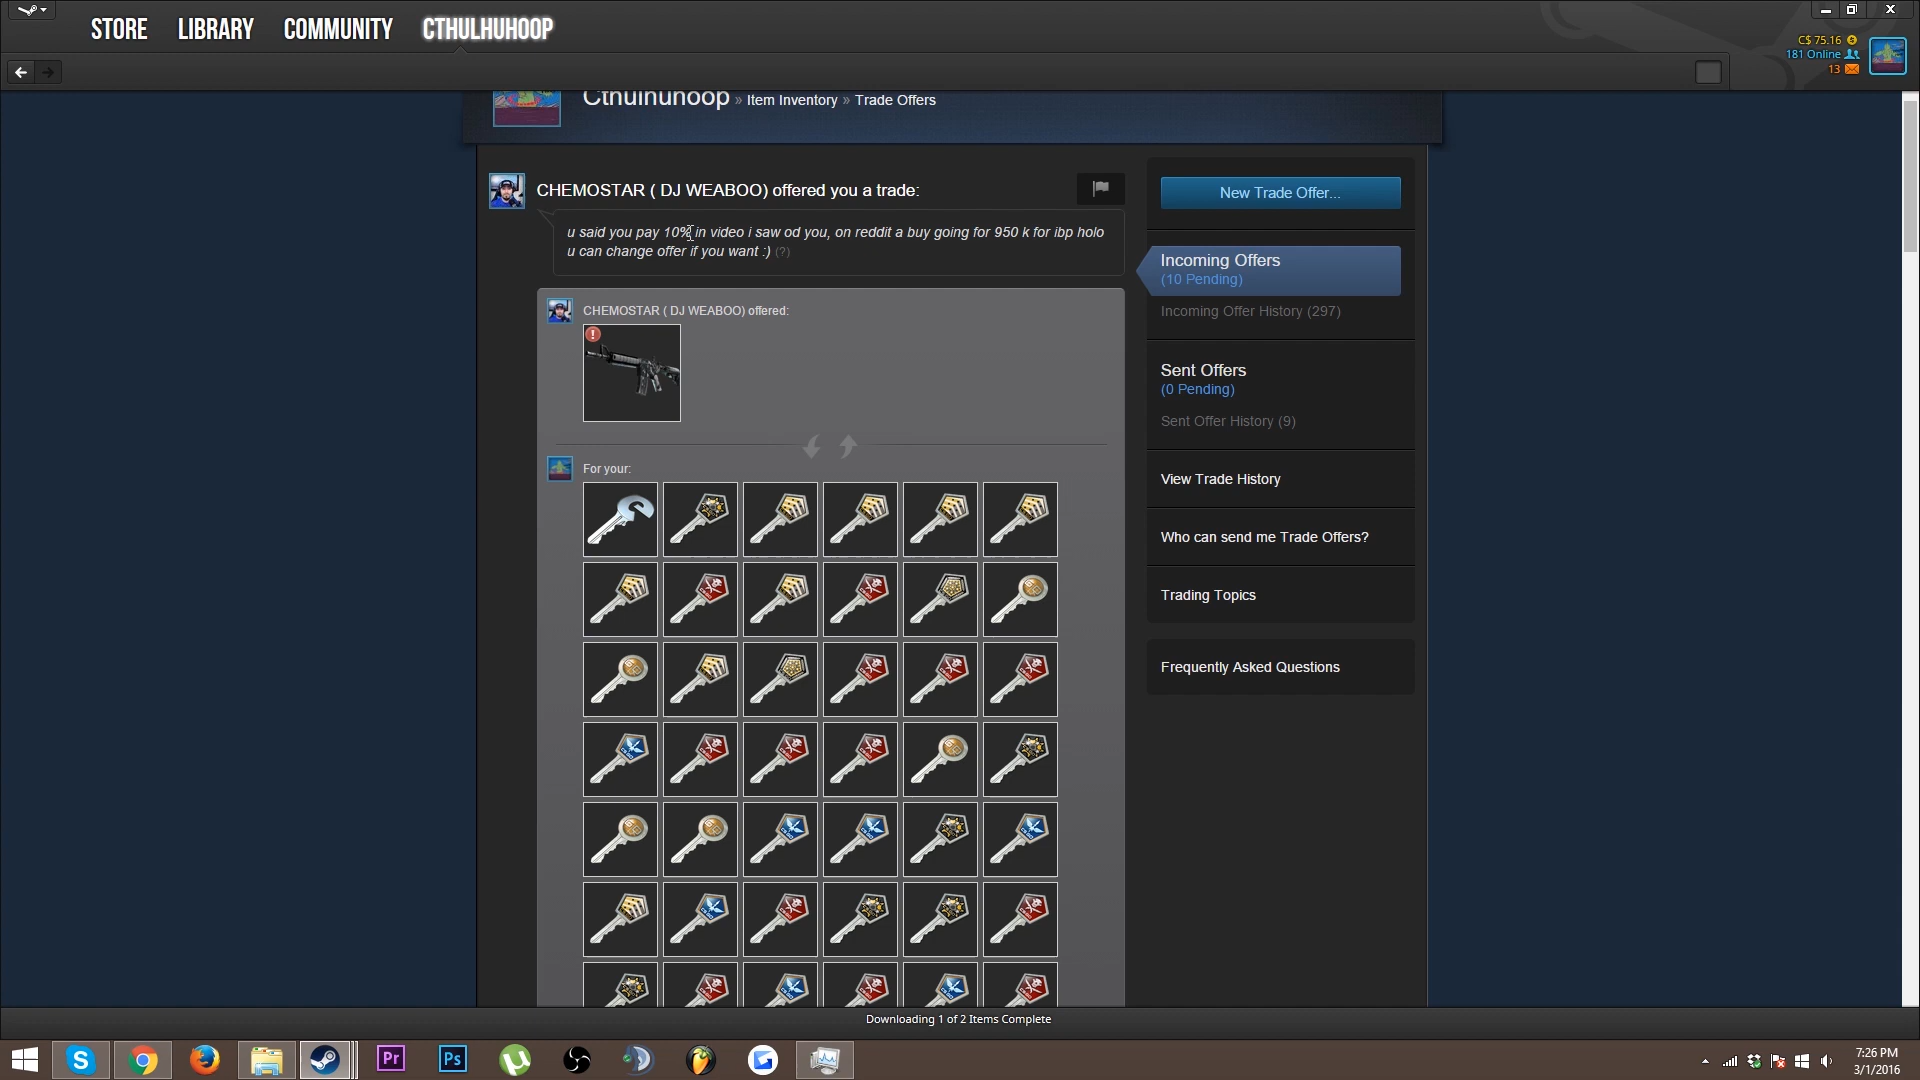 STORE LIBRARY COMMUNITY CTHULHUHOOP
C$ 75.16
181 Online
13
Cthulhuhoop » Item Inventory » Trade Offers
CHEMOSTAR ( DJ WEABOO) offered you a trade:
u said you pay 10% in video i saw od you, on reddit a buy going for 950 k for ibp holo
u can change offer if you want :) (?)
CHEMOSTAR ( DJ WEABOO) offered:
For your:
New Trade Offer...
Incoming Offers
(10 Pending)
Incoming Offer History (297)
Sent Offers
(0 Pending)
Sent Offer History (9)
View Trade History
Who can send me Trade Offers?
Trading Topics
Frequently Asked Questions
Downloading 1 of 2 Items Complete
Pr
Ps
7:26 PM
3/1/2016